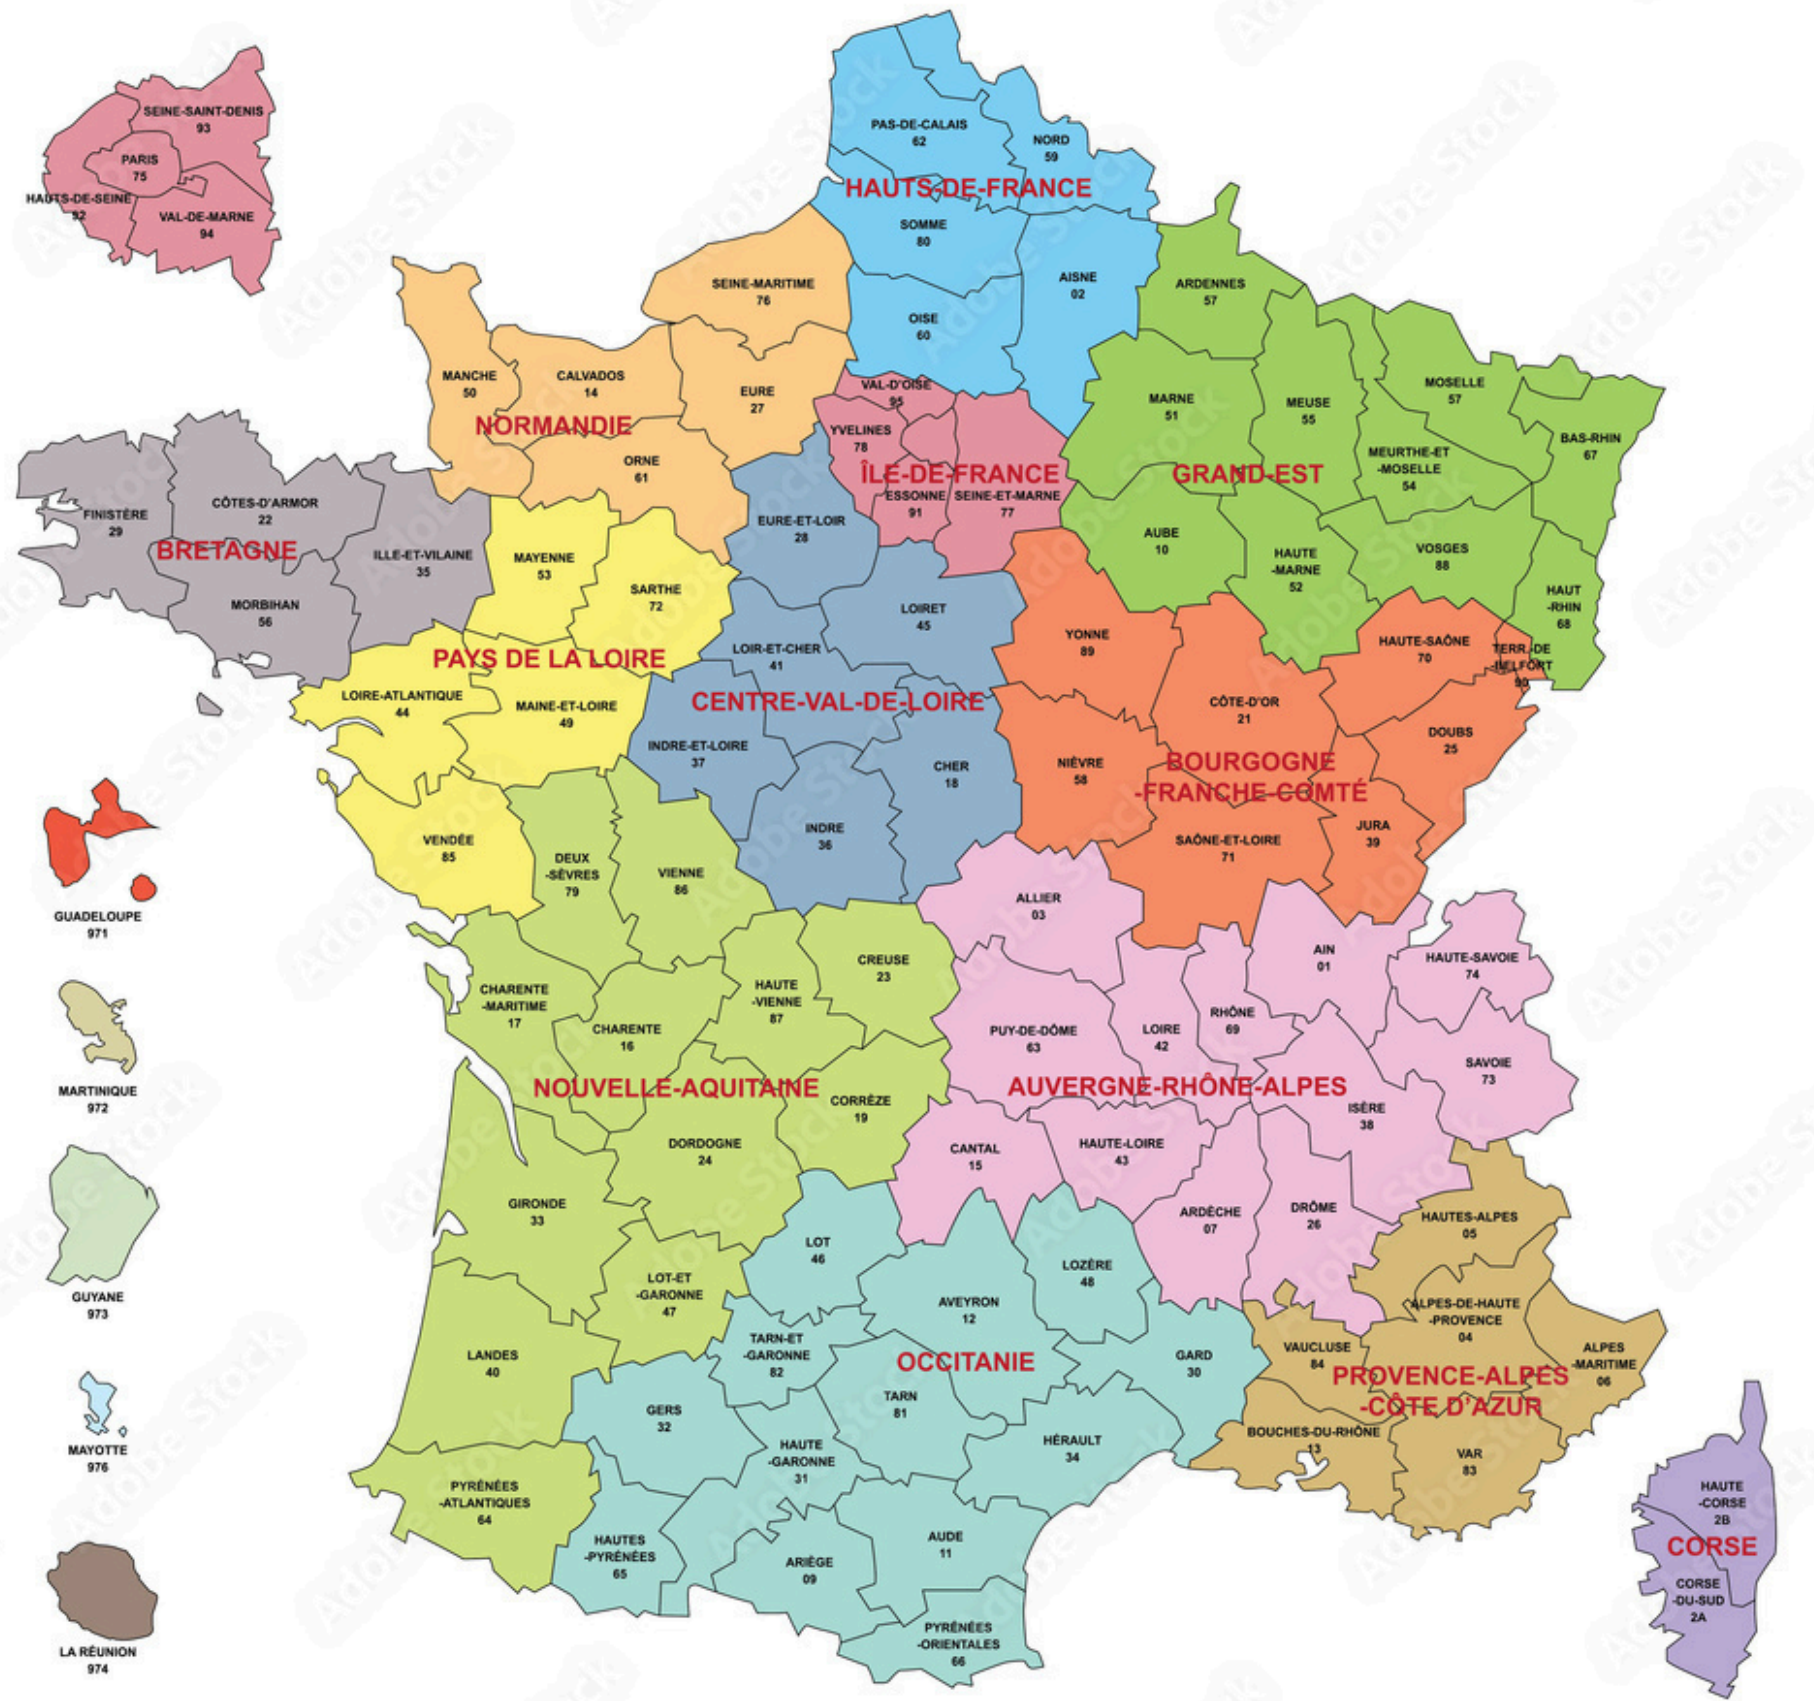 SEINE-SAINT-DENIS
93
PARIS
75
HAUTS-DE-SEINE
92
VAL-DE-MARNE
94
PAS-DE-CALAIS
62
NORD
59
HAUTS-DE-FRANCE
SOMME
80
AISNE
02
OISE
60
SEINE-MARITIME
76
MANCHE
50
CALVADOS
14
EURE
27
NORMANDIE
ORNE
61
VAL-D'OISE
95
YVELINES
78
ÎLE-DE-FRANCE
ESSONNE
91
SEINE-ET-MARNE
77
ARDENNES
57
MARNE
51
MEUSE
55
MOSELLE
57
MEURTHE-ET
-MOSELLE
54
BAS-RHIN
67
GRAND-EST
AUBE
10
HAUTE
-MARNE
52
VOSGES
88
HAUT
-RHIN
68
FINISTÈRE
29
CÔTES-D'ARMOR
22
BRETAGNE
ILLE-ET-VILAINE
35
MORBIHAN
56
MAYENNE
53
SARTHE
72
PAYS DE LA LOIRE
LOIRE-ATLANTIQUE
44
MAINE-ET-LOIRE
49
VENDÉE
85
EURE-ET-LOIR
28
LOIRET
45
LOIR-ET-CHER
41
CENTRE-VAL-DE-LOIRE
INDRE-ET-LOIRE
37
CHER
18
INDRE
36
YONNE
89
HAUTE-SAÔNE
70
TERR.-DE
-BELFORT
90
CÔTE-D'OR
21
DOUBS
25
NIÈVRE
58
BOURGOGNE
-FRANCHE-COMTÉ
SAÔNE-ET-LOIRE
71
JURA
39
DEUX
-SÈVRES
79
VIENNE
86
CHARENTE
-MARITIME
17
CHARENTE
16
HAUTE
-VIENNE
87
CREUSE
23
NOUVELLE-AQUITAINE
CORRÈZE
19
DORDOGNE
24
GIRONDE
33
LOT-ET
-GARONNE
47
LANDES
40
PYRÉNÉES
-ATLANTIQUES
64
ALLIER
03
AIN
01
HAUTE-SAVOIE
74
PUY-DE-DÔME
63
LOIRE
42
RHÔNE
69
SAVOIE
73
AUVERGNE-RHÔNE-ALPES
ISÈRE
38
CANTAL
15
HAUTE-LOIRE
43
ARDÈCHE
07
DRÔME
26
LOT
46
LOZÈRE
48
AVEYRON
12
TARN-ET
-GARONNE
82
OCCITANIE
GARD
30
TARN
81
GERS
32
HAUTE
-GARONNE
31
HÉRAULT
34
HAUTES
-PYRÉNÉES
65
ARIÈGE
09
AUDE
11
PYRÉNÉES
-ORIENTALES
66
HAUTES-ALPES
05
ALPES-DE-HAUTE
-PROVENCE
04
VAUCLUSE
84
ALPES
-MARITIME
06
PROVENCE-ALPES
-CÔTE D'AZUR
BOUCHES-DU-RHÔNE
13
VAR
83
HAUTE
-CORSE
2B
CORSE
CORSE
-DU-SUD
2A
GUADELOUPE
971
MARTINIQUE
972
GUYANE
973
MAYOTTE
976
LA RÉUNION
974
Adobe Stock